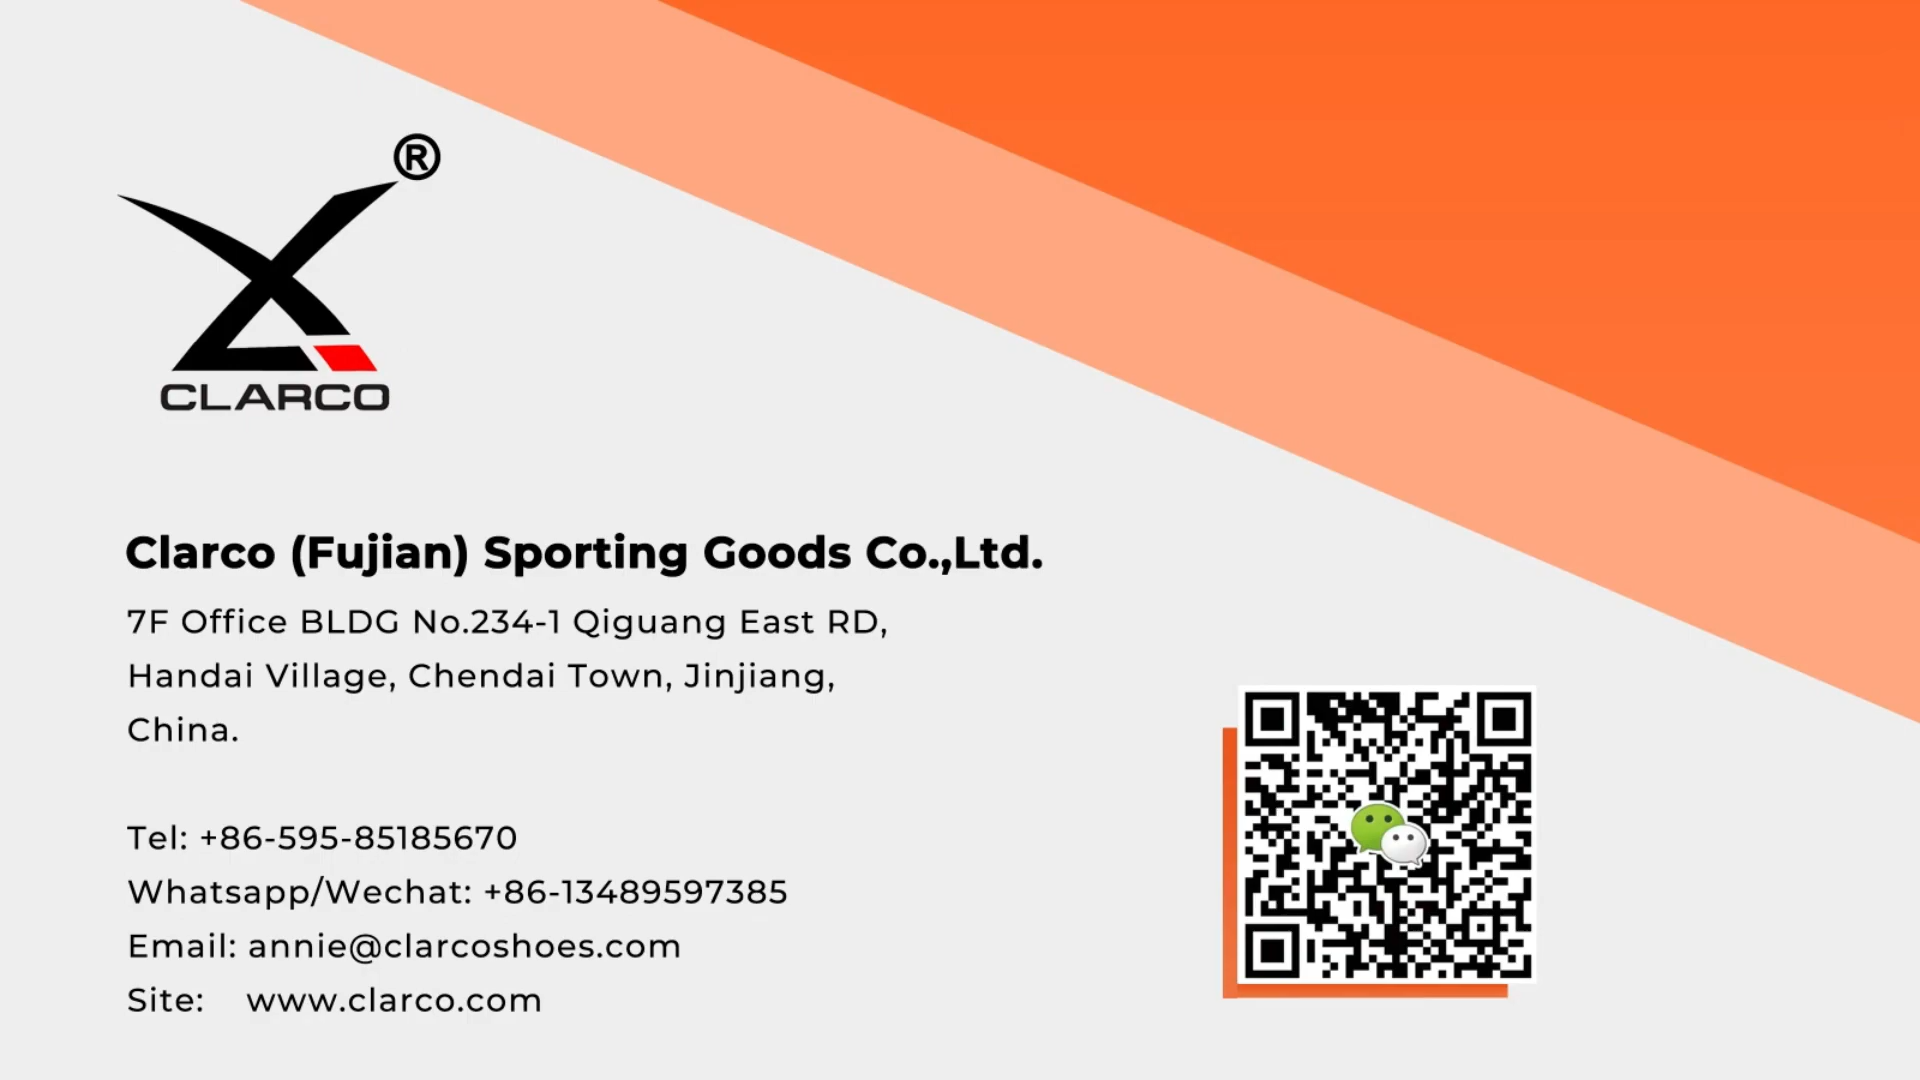 ®
CLARCO
Clarco (Fujian) Sporting Goods Co.,Ltd.
7F Office BLDG No.234-1 Qiguang East RD,
Handai Village, Chendai Town, Jinjiang,
China.
Tel: +86-595-85185670
Whatsapp/Wechat: +86-13489597385
Email: annie@clarcoshoes.com
Site: www.clarco.com